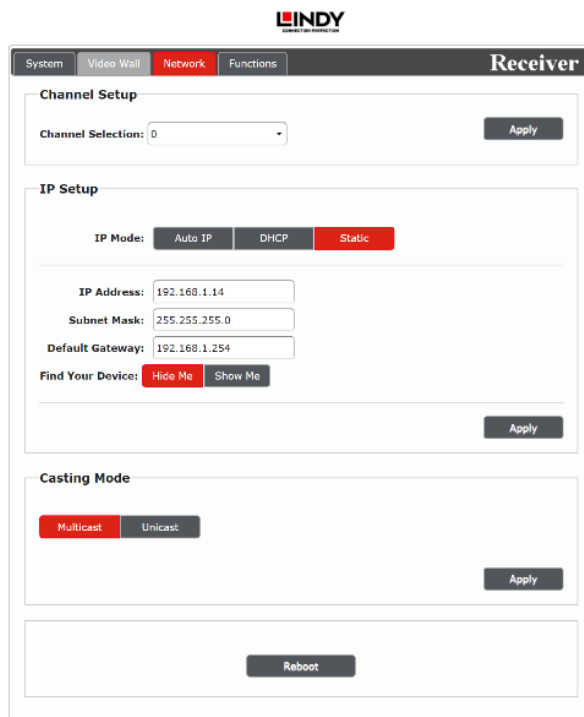 LINDY
CONNECTION PERFECTION
System Video Wall Network Functions Receiver
Channel Setup
Channel Selection: 0 Apply
IP Setup
IP Mode: Auto IP DHCP Static
IP Address: 192.168.1.14
Subnet Mask: 255.255.255.0
Default Gateway: 192.168.1.254
Find Your Device: Hide Me Show Me
Apply
Casting Mode
Multicast Unicast
Apply
Reboot